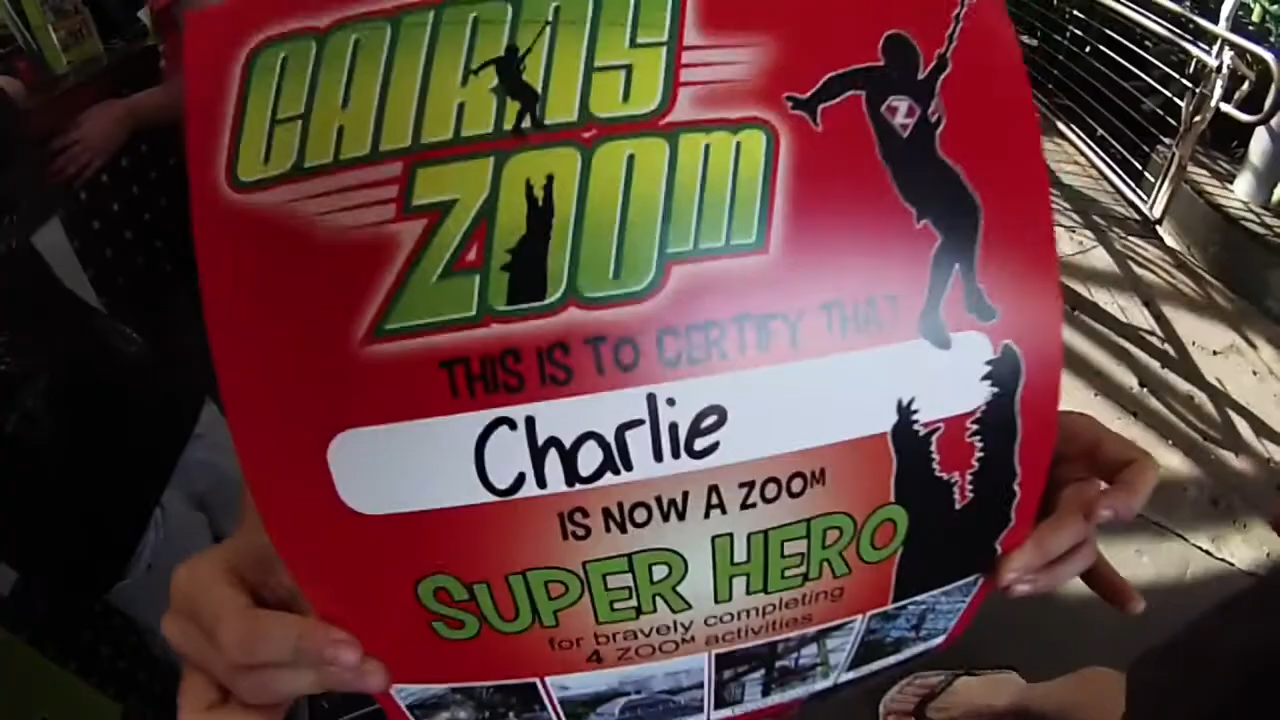 CAIRNS
ZOOM
Z
THIS IS TO CERTIFY THAT
Charlie
IS NOW A ZOOM
SUPER HERO
for bravely completing
4 ZOOM activities